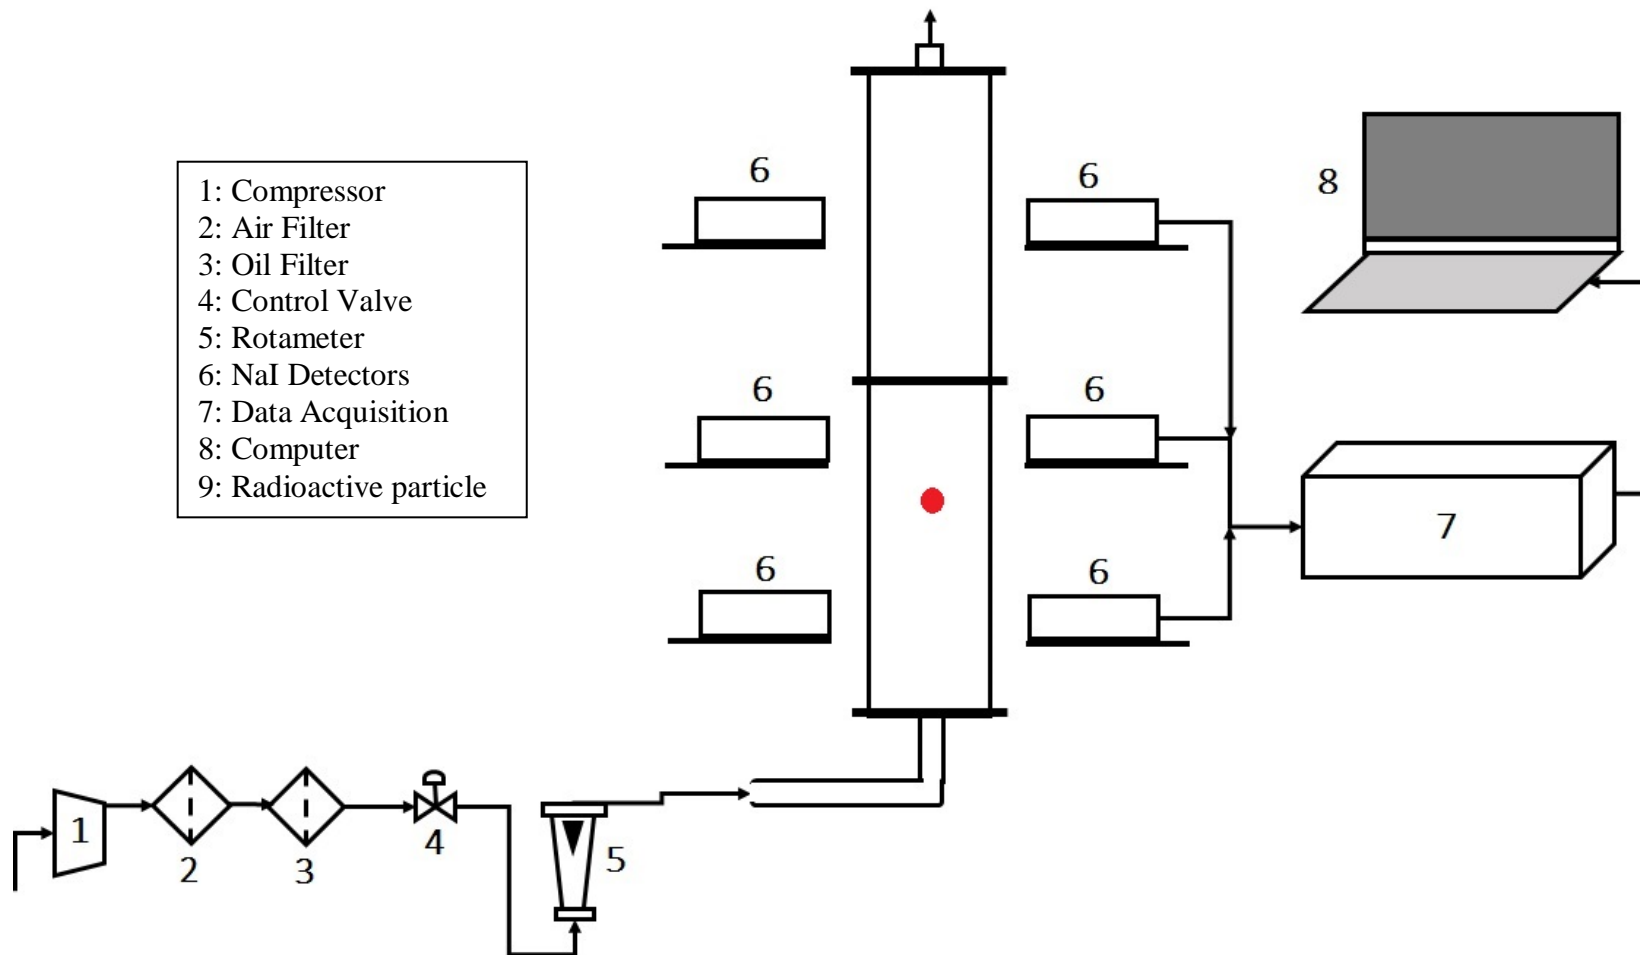 1: Compressor
2: Air Filter
3: Oil Filter
4: Control Valve
5: Rotameter
6: NaI Detectors
7: Data Acquisition
8: Computer
9: Radioactive particle
6
6
8
6
6
7
6
6
1
2
3
4
5